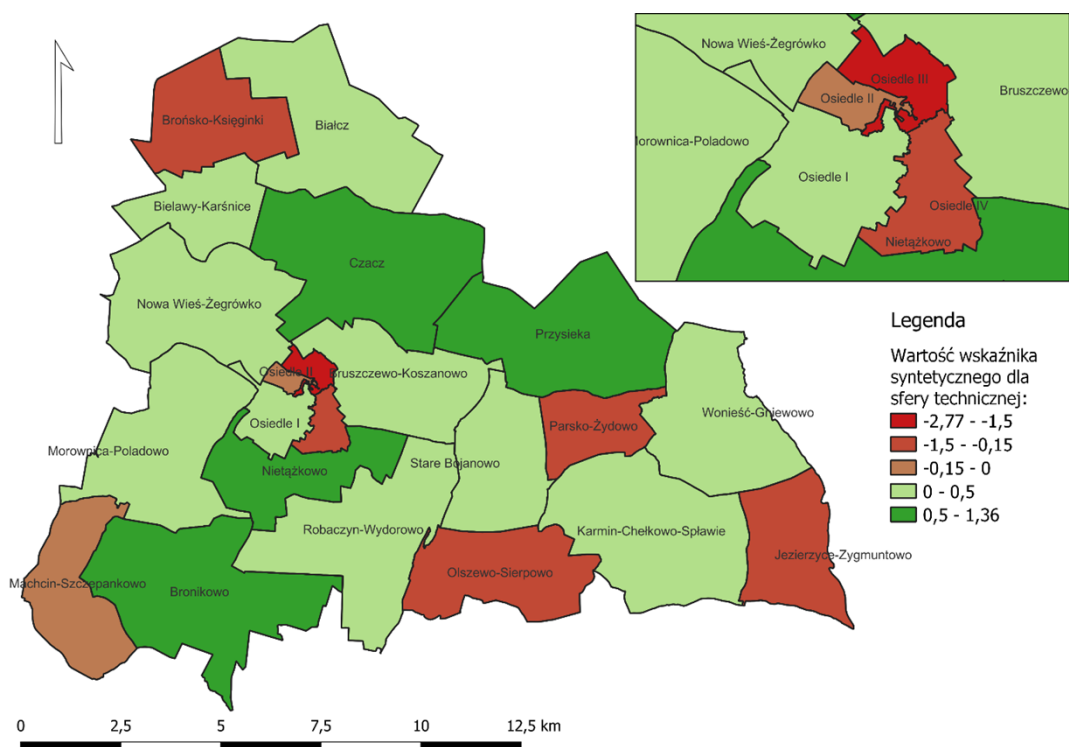 Nowa Wieś-Żegrówko
Osiedle III
Osiedle II
Bruszczewo
Morownica-Poladowo
Osiedle I
Osiedle IV
Nietążkowo
Brońsko-Księginki
Białcz
Bielawy-Karśnice
Czacz
Nowa Wieś-Żegrówko
Przysieka
Osiedle II
Bruszczewo-Koszanowo
Osiedle I
Parsko-Żydowo
Wonieść-Gniewowo
Morownica-Poladowo
Stare Bojanowo
Nietążkowo
Robaczyn-Wydorowo
Karmin-Chełkowo-Spławie
Jezierzyce-Zygmuntowo
Machcin-Szczepankowo
Bronikowo
Olszewo-Sierpowo
Legenda
Wartość wskaźnika
syntetycznego dla
sfery technicznej:
-2,77 - -1,5
-1,5 - -0,15
-0,15 - 0
0 - 0,5
0,5 - 1,36
0 2,5 5 7,5 10 12,5 km